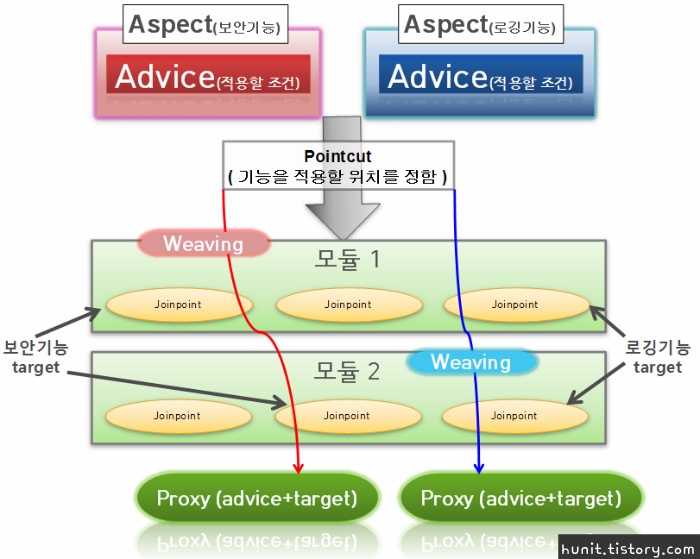 Aspect(보안기능)
Aspect(로깅기능)
Advice(적용할 조건)
Advice(적용할 조건)
Pointcut
( 기능을 적용할 위치를 정함 )
Weaving
모듈 1
Joinpoint
Joinpoint
Joinpoint
보안기능
target
로깅기능
target
모듈 2
Weaving
Joinpoint
Joinpoint
Joinpoint
Proxy (advice+target)
Proxy (advice+target)
hunit.tistory.com